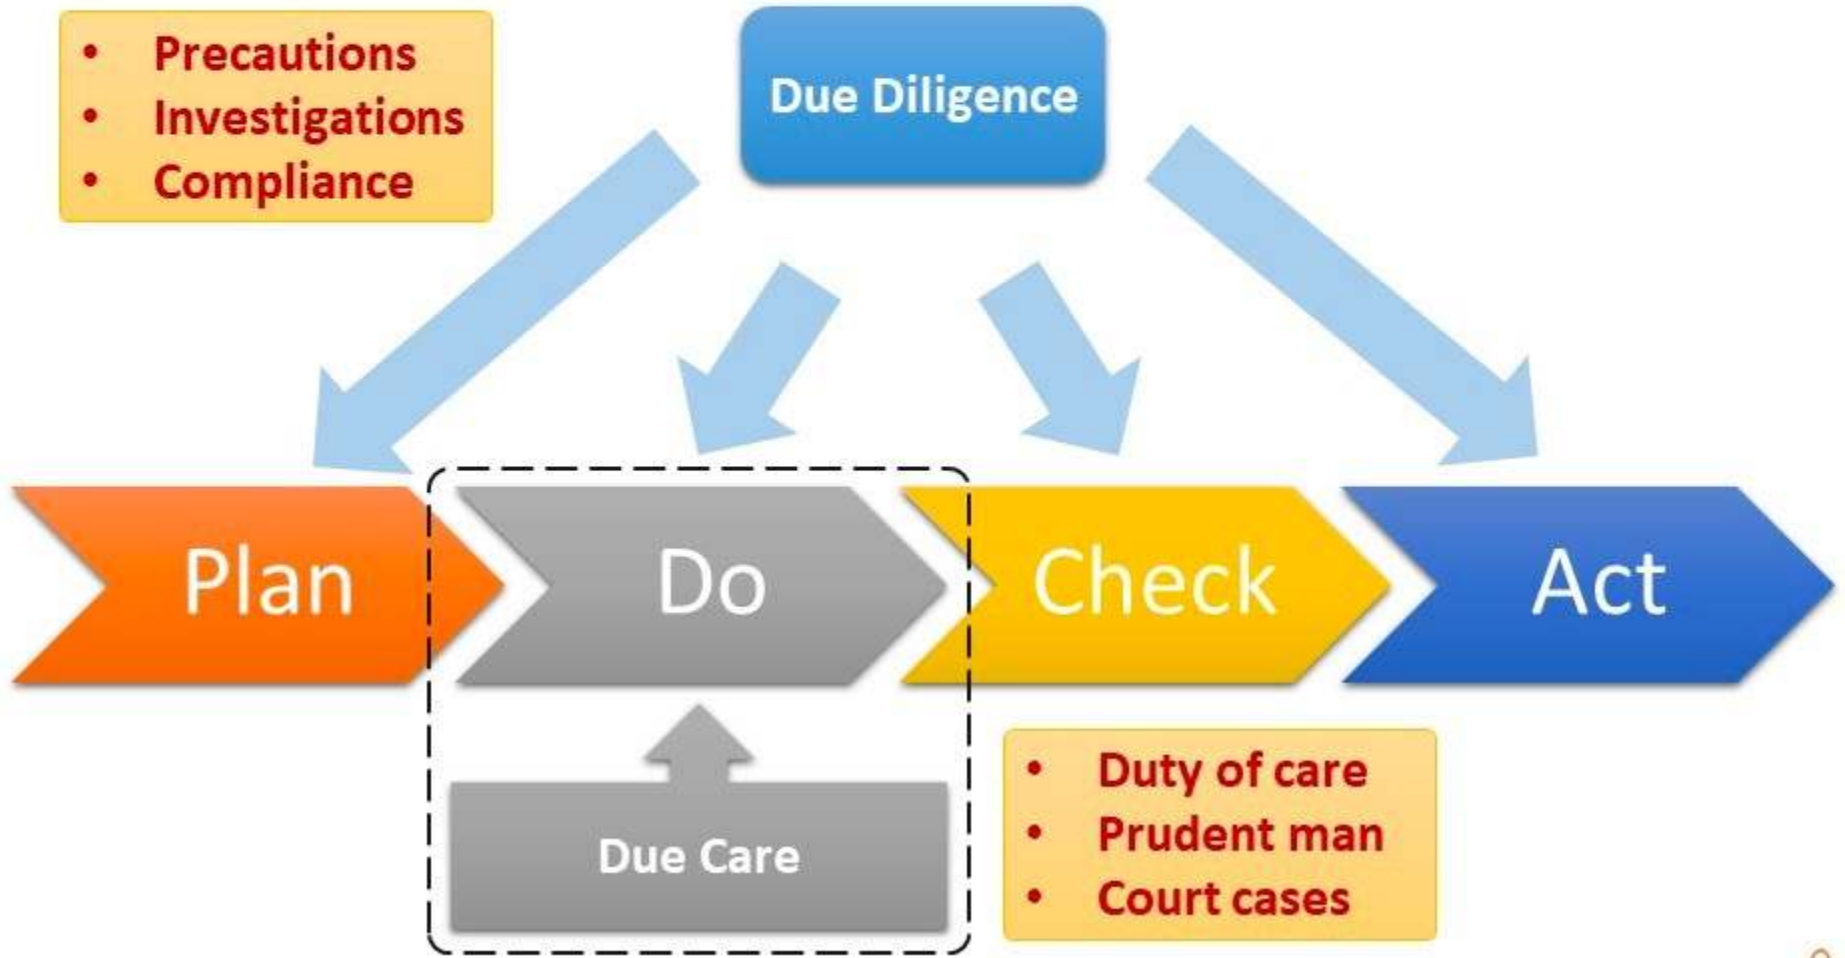 • Precautions
• Investigations
• Compliance
Due Diligence
Plan
Do
Check
Act
Due Care
• Duty of care
• Prudent man
• Court cases